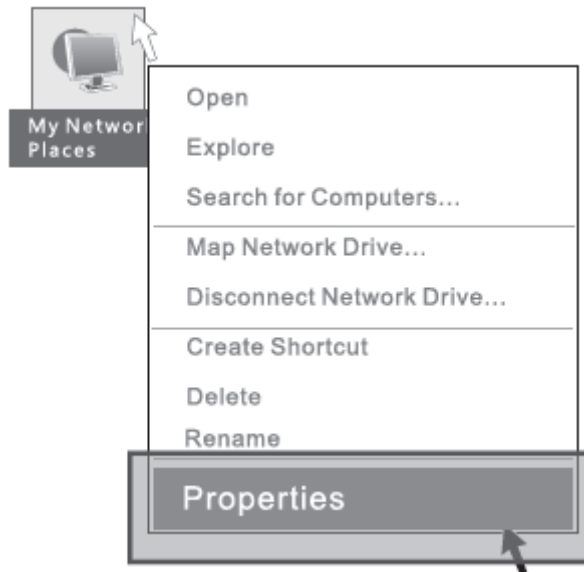 My Networ
Places
Open
Explore
Search for Computers...
Map Network Drive...
Disconnect Network Drive...
Create Shortcut
Delete
Rename
Properties